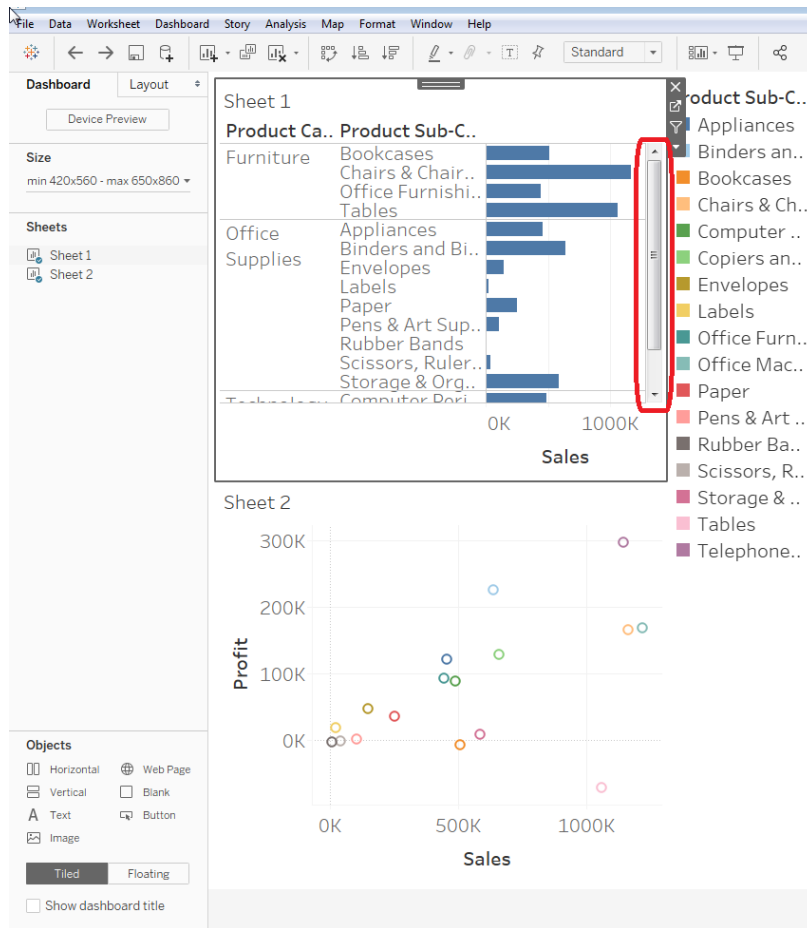 File Data Worksheet Dashboard Story Analysis Map Format Window Help
T Standard
Dashboard Layout
Device Preview
Size
min 420x560 - max 650x860
Sheets
Sheet 1
Sheet 2
Objects
Horizontal Web Page
Vertical Blank
A Text Button
Image
Tiled Floating
Show dashboard title
Sheet 1
Product Ca.. Product Sub-C..
Furniture Bookcases
Chairs & Chair..
Office Furnishi..
Tables
Office Appliances
Supplies Binders and Bi..
Envelopes
Labels
Paper
Pens & Art Sup..
Rubber Bands
Scissors, Ruler..
Storage & Org..
Technology Computer Peri..
0K 1000K
Sales
Sheet 2
300K
200K
100K
0K
Profit
0K 500K 1000K
Sales
roduct Sub-C..
Appliances
Binders an..
Bookcases
Chairs & Ch..
Computer ..
Copiers an..
Envelopes
Labels
Office Furn..
Office Mac..
Paper
Pens & Art ..
Rubber Ba..
Scissors, R..
Storage & ..
Tables
Telephone..